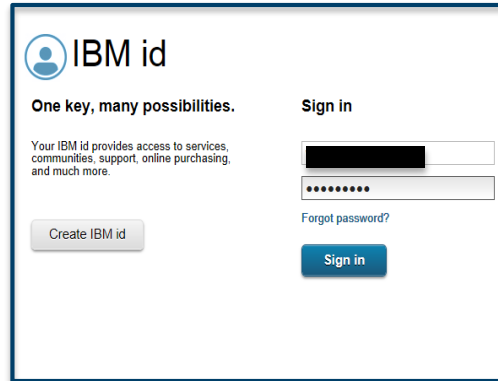 IBM id
One key, many possibilities.
Your IBM id provides access to services,
communities, support, online purchasing,
and much more.
Create IBM id
Sign in
•••••••••
Forgot password?
Sign in